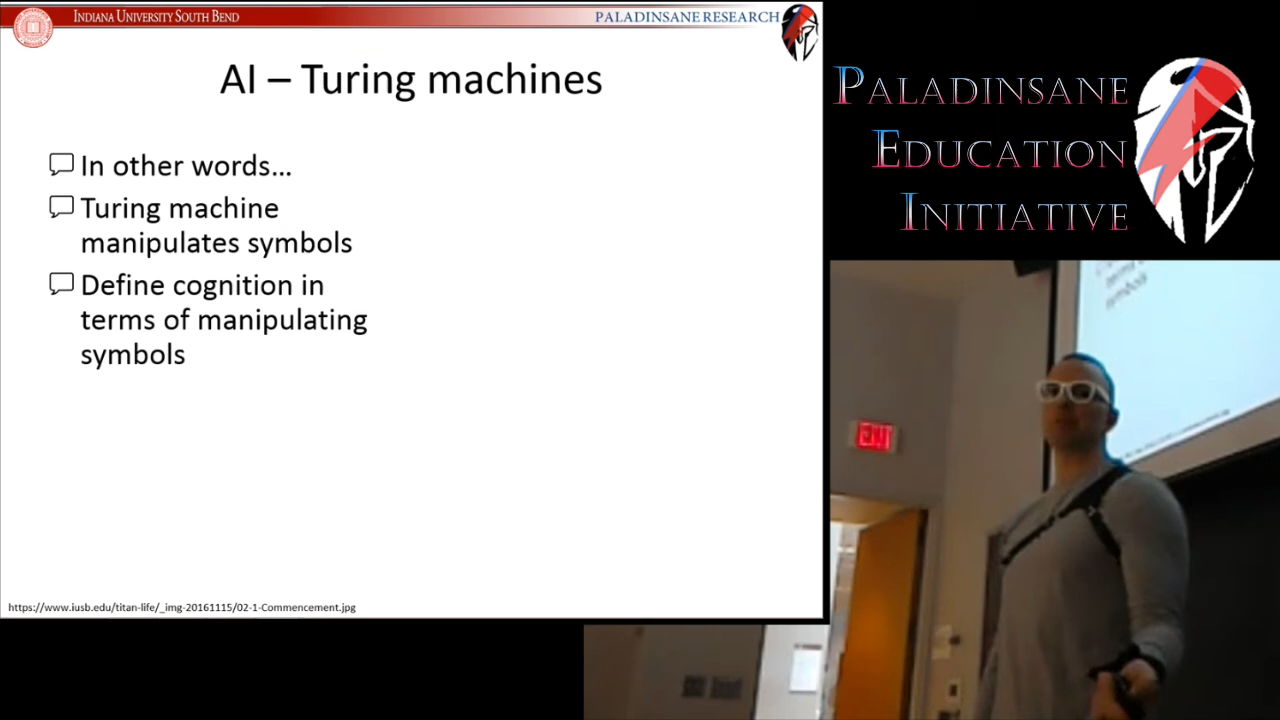 INDIANA UNIVERSITY SOUTH BEND
PALADINSANE RESEARCH
AI – Turing machines
In other words...
Turing machine
manipulates symbols
Define cognition in
terms of manipulating
symbols
https://www.iusb.edu/titan-life/_img-20161115/02-1-Commencement.jpg
PALADINSANE
EDUCATION
INITIATIVE
terms
symbols
EXIT